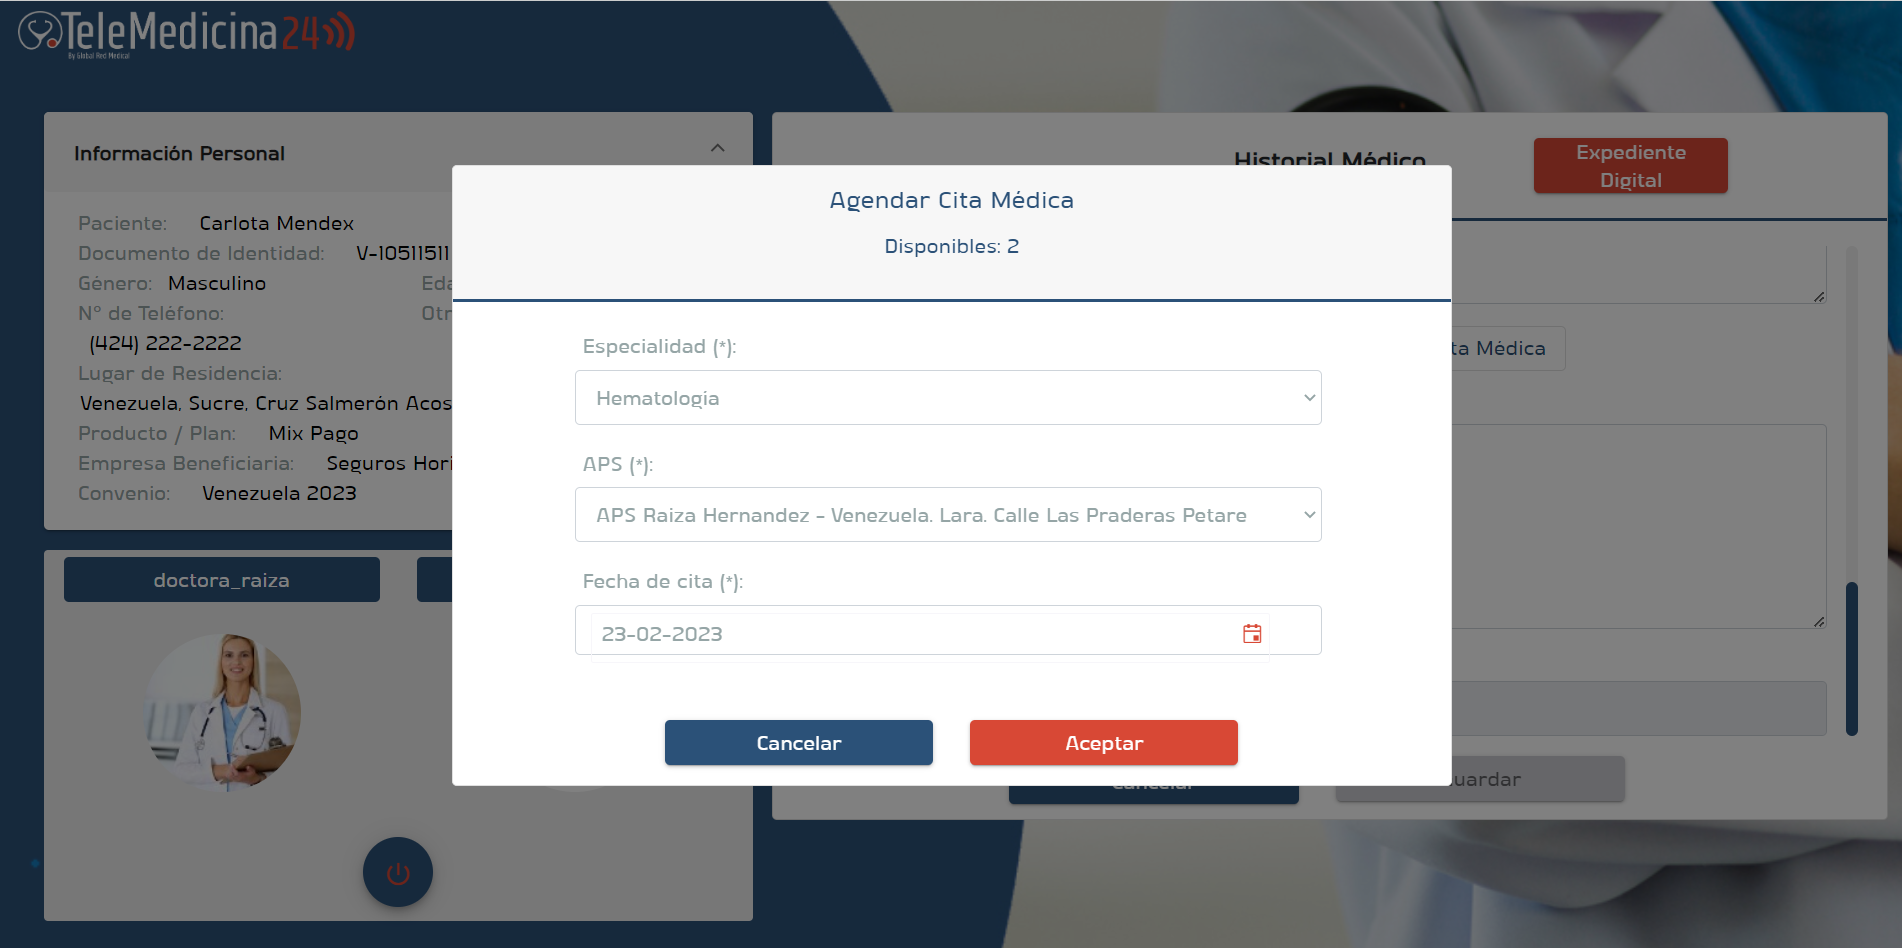 TeleMedicina24
By Global Red Medical
Información Personal
Paciente: Carlota Mendex
Documento de Identidad: V-10511511
Género: Masculino
Nº de Teléfono:
(424) 222-2222
Lugar de Residencia:
Venezuela, Sucre, Cruz Salmerón Acos
Producto / Plan: Mix Pago
Empresa Beneficiaria: Seguros Hori
Convenio: Venezuela 2023
doctora_raiza
Historial Médico
Expediente
Digital
ta Médica
Cancelar
uardar
Agendar Cita Médica
Disponibles: 2
Especialidad (*):
Hematologia
APS (*):
APS Raiza Hernandez - Venezuela. Lara. Calle Las Praderas Petare
Fecha de cita (*):
23-02-2023
Cancelar
Aceptar